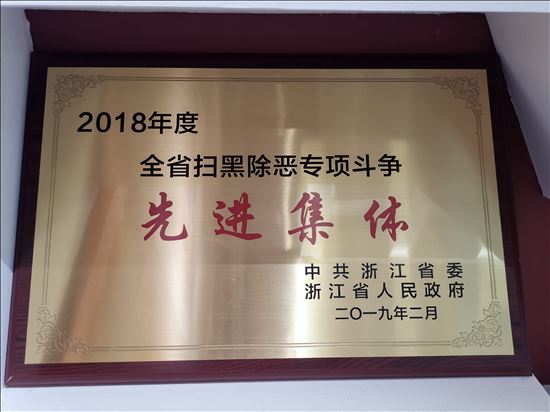 2018年度
全省扫黑除恶专项斗争
先进集体
中共浙江省委
浙江省人民政府
二〇一九年二月